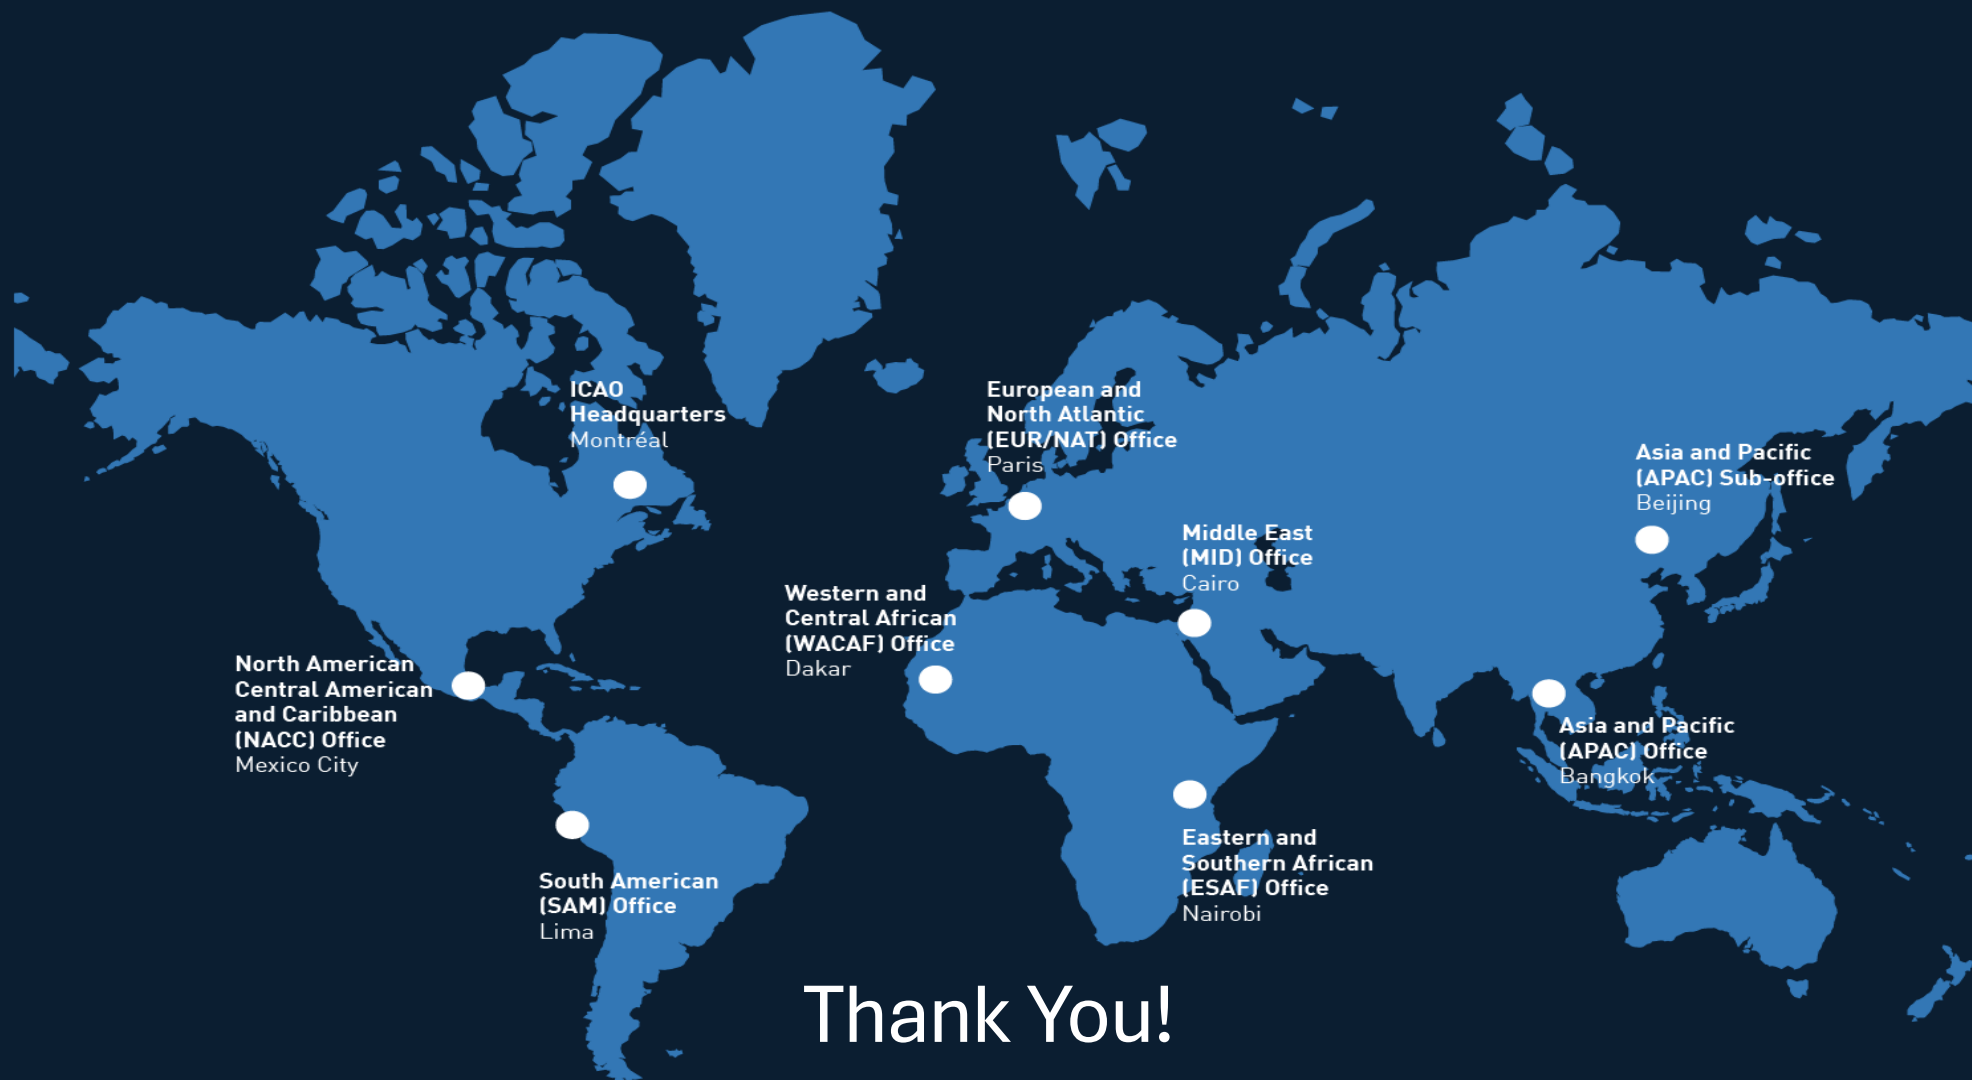 ICAO
Headquarters
Montréal
European and
North Atlantic
(EUR/NAT) Office
Paris
Asia and Pacific
(APAC) Sub-office
Beijing
Middle East
(MID) Office
Cairo
Western and
Central African
(WACAF) Office
Dakar
North American
Central American
and Caribbean
(NACC) Office
Mexico City
Asia and Pacific
(APAC) Office
Bangkok
Eastern and
Southern African
(ESAF) Office
Nairobi
South American
(SAM) Office
Lima
Thank You!